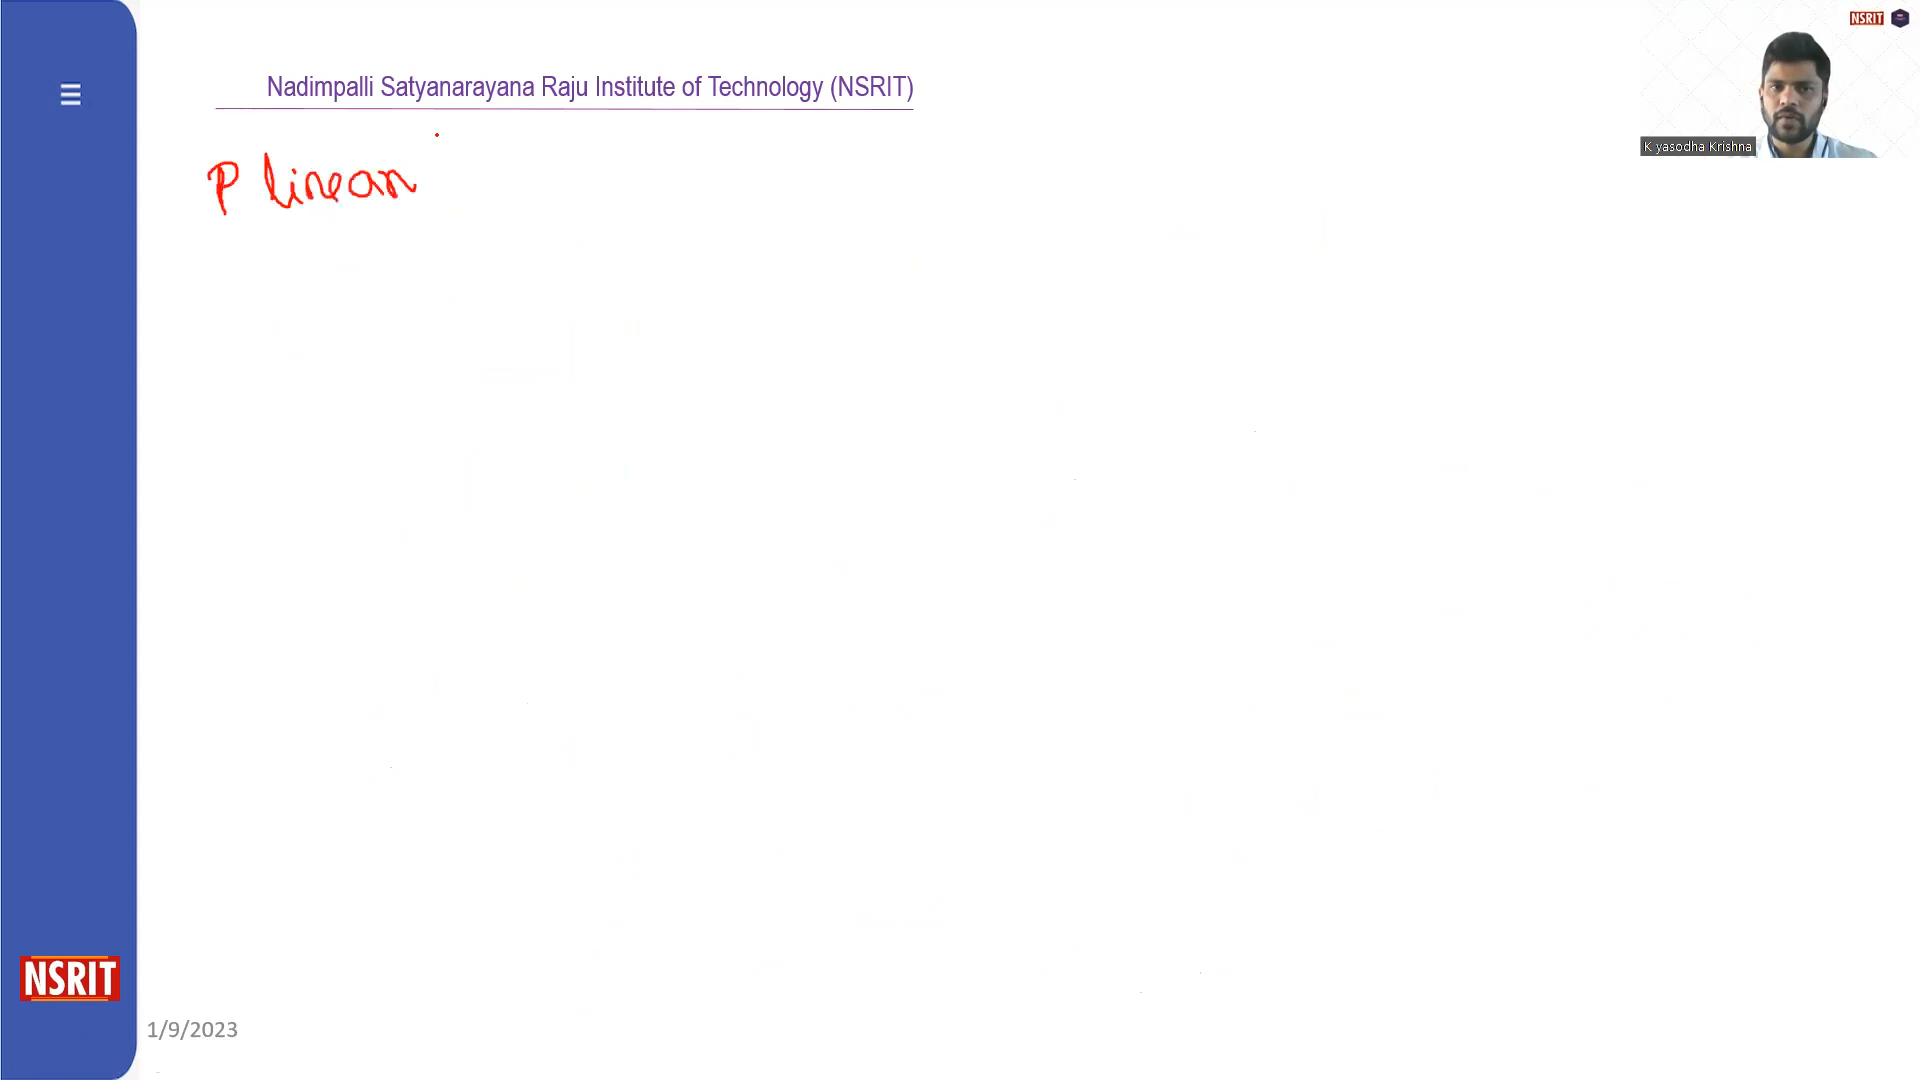 NSRIT
Nadimpalli Satyanarayana Raju Institute of Technology (NSRIT)
K yasodha Krishna
P linear
NSRIT
1/9/2023